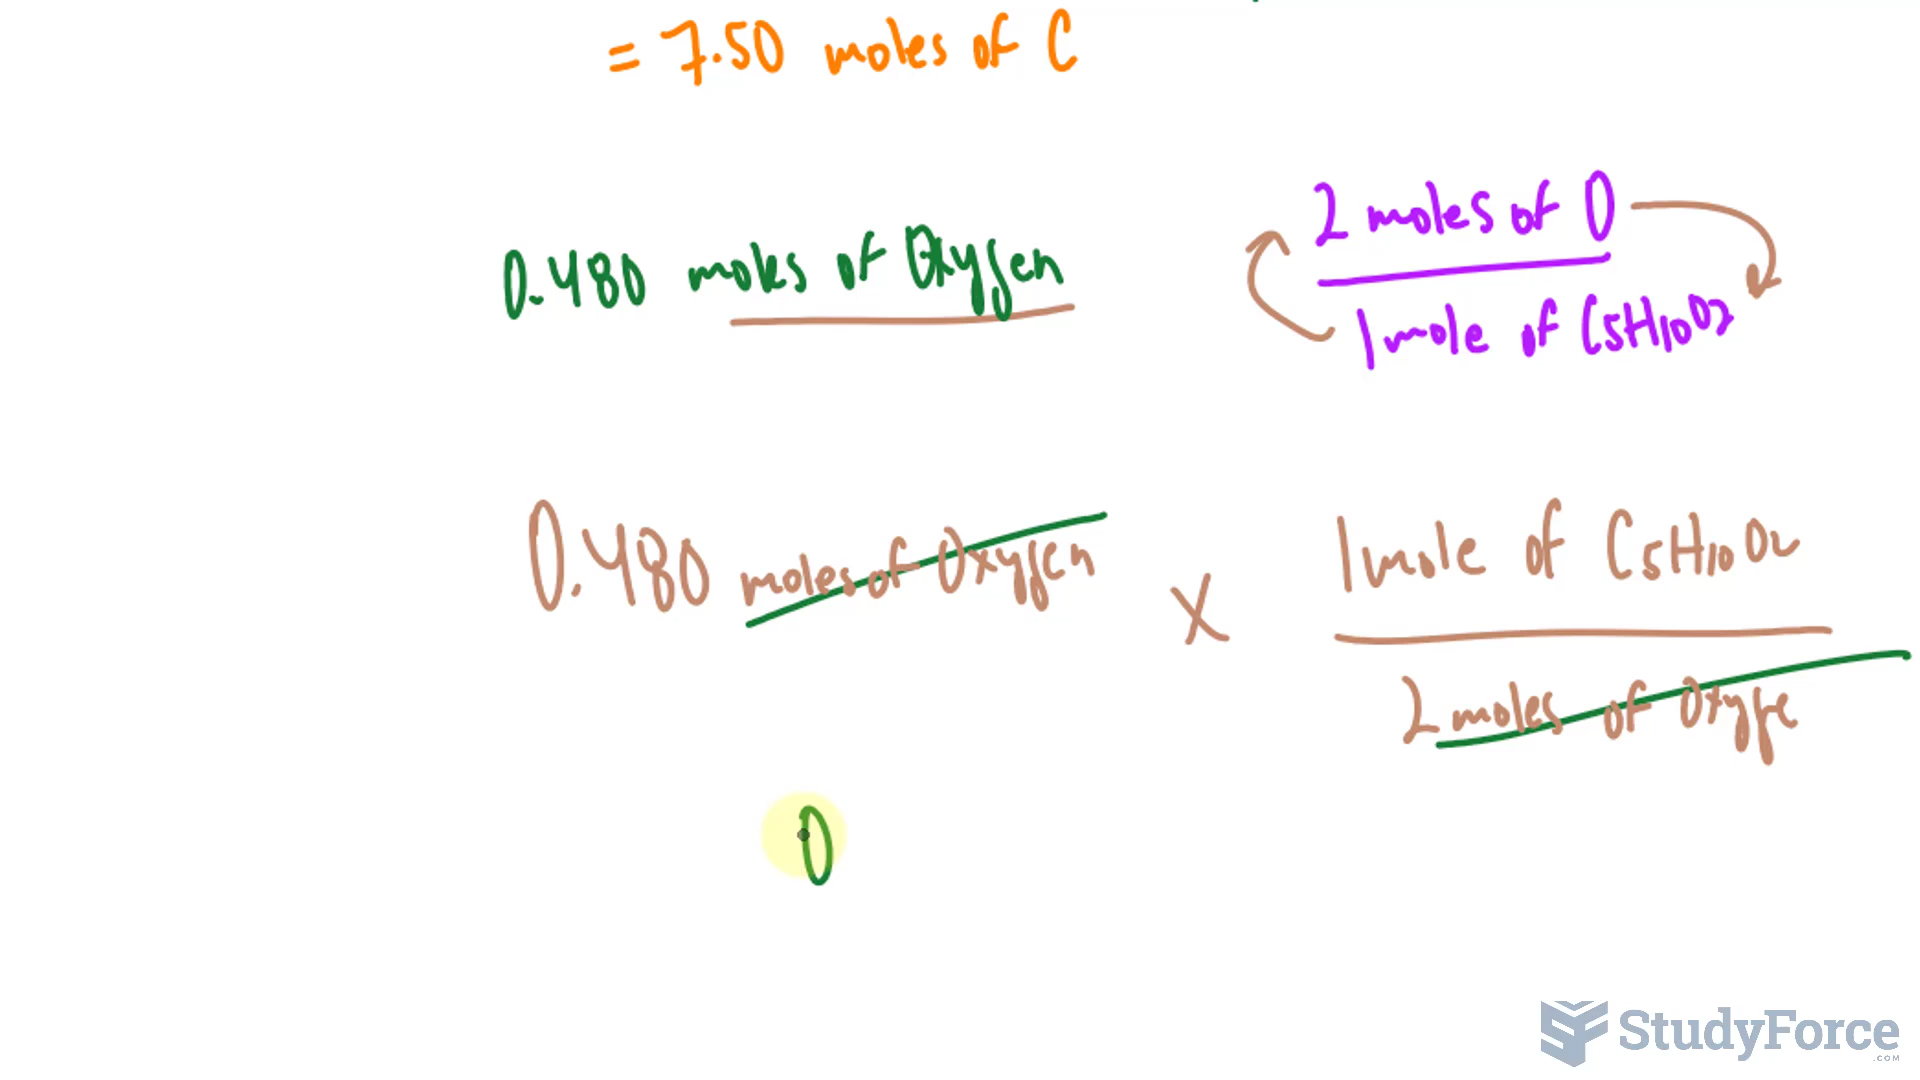 = 7.50 moles of C
2 moles of O
0.480 moles of Oxygen
1 mole of C5H10O2
0.480 moles of Oxygen x 1 mole of C5H10O2
2 moles of Oxyge
0
StudyForce
.COM